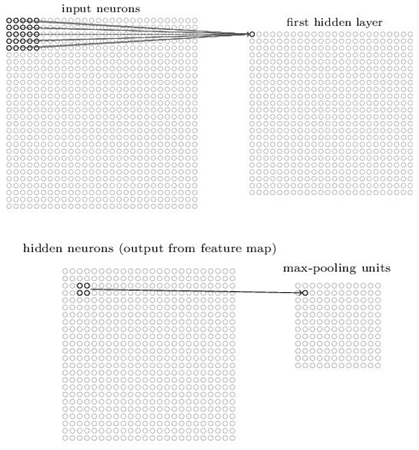 input neurons
first hidden layer
hidden neurons (output from feature map)
max-pooling units